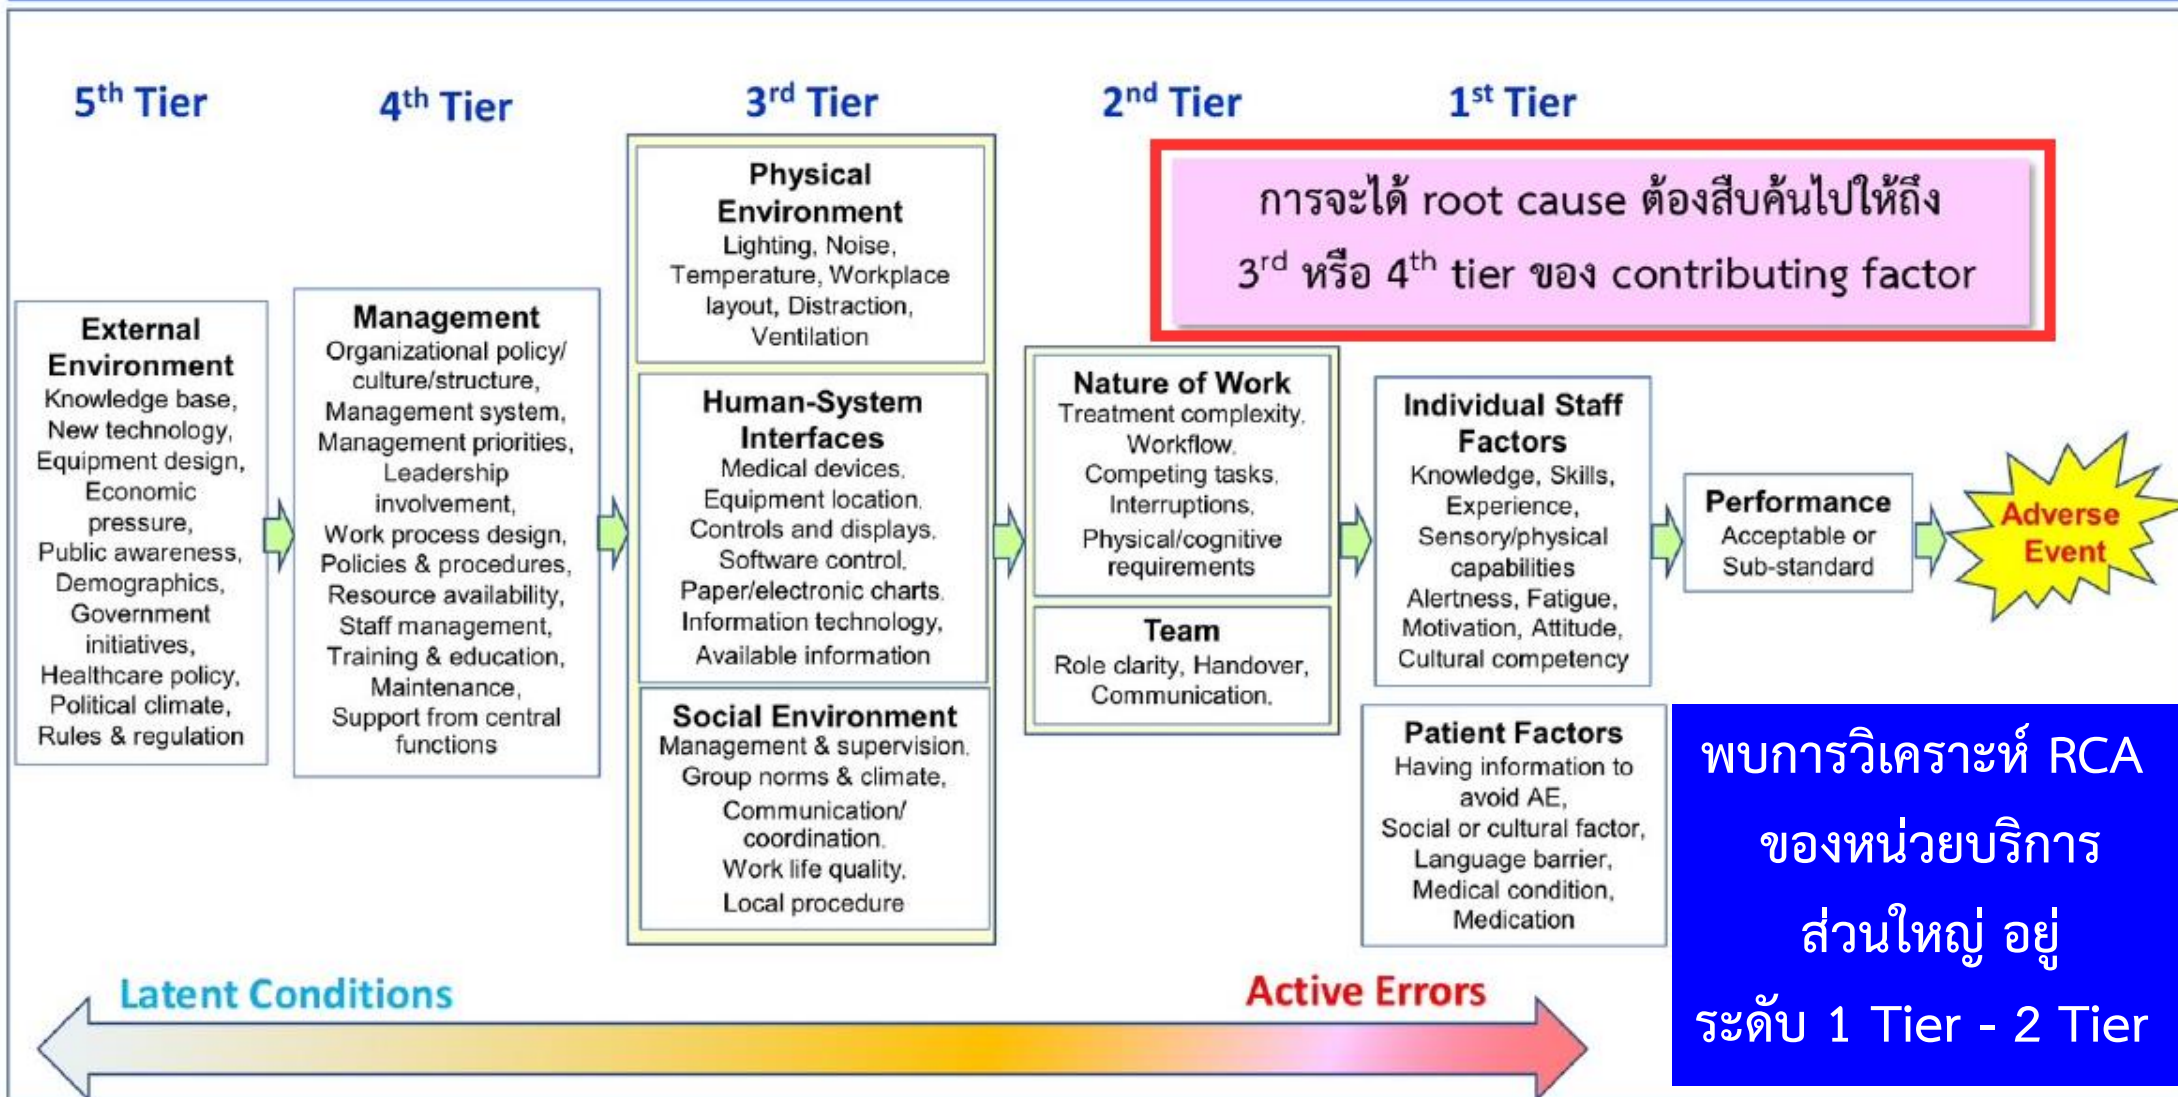 5th Tier
4th Tier
3rd Tier
2nd Tier
1st Tier
การจะได้ root cause ต้องสืบค้นไปให้ถึง
3rd หรือ 4th tier ของ contributing factor
External
Environment
Knowledge base,
New technology,
Equipment design,
Economic
pressure,
Public awareness,
Demographics,
Government
initiatives,
Healthcare policy,
Political climate,
Rules & regulation
Management
Organizational policy/
culture/structure,
Management system,
Management priorities,
Leadership
involvement,
Work process design,
Policies & procedures,
Resource availability,
Staff management,
Training & education,
Maintenance,
Support from central
functions
Physical
Environment
Lighting, Noise,
Temperature, Workplace
layout, Distraction,
Ventilation
Human-System
Interfaces
Medical devices,
Equipment location,
Controls and displays,
Software control,
Paper/electronic charts,
Information technology,
Available information
Social Environment
Management & supervision,
Group norms & climate,
Communication/
coordination,
Work life quality,
Local procedure
Nature of Work
Treatment complexity,
Workflow,
Competing tasks,
Interruptions,
Physical/cognitive
requirements
Team
Role clarity, Handover,
Communication,
Individual Staff
Factors
Knowledge, Skills,
Experience,
Sensory/physical
capabilities
Alertness, Fatigue,
Motivation, Attitude,
Cultural competency
Patient Factors
Having information to
avoid AE,
Social or cultural factor,
Language barrier,
Medical condition,
Medication
Performance
Acceptable or
Sub-standard
Adverse
Event
พบการวิเคราะห์ RCA
ของหน่วยบริการ
ส่วนใหญ่ อยู่
ระดับ 1 Tier - 2 Tier
Latent Conditions
Active Errors